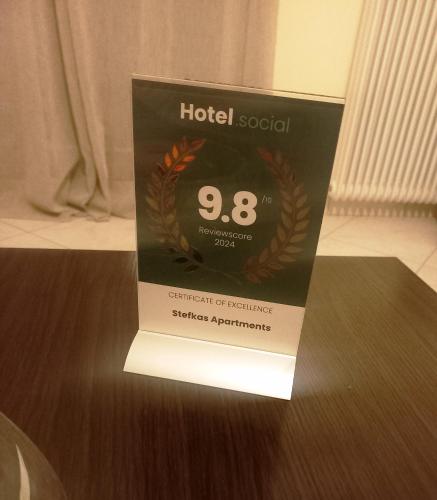 Hotel.social
9.8 /10
Reviewscore
2024
CERTIFICATE OF EXCELLENCE
Stefkas Apartments